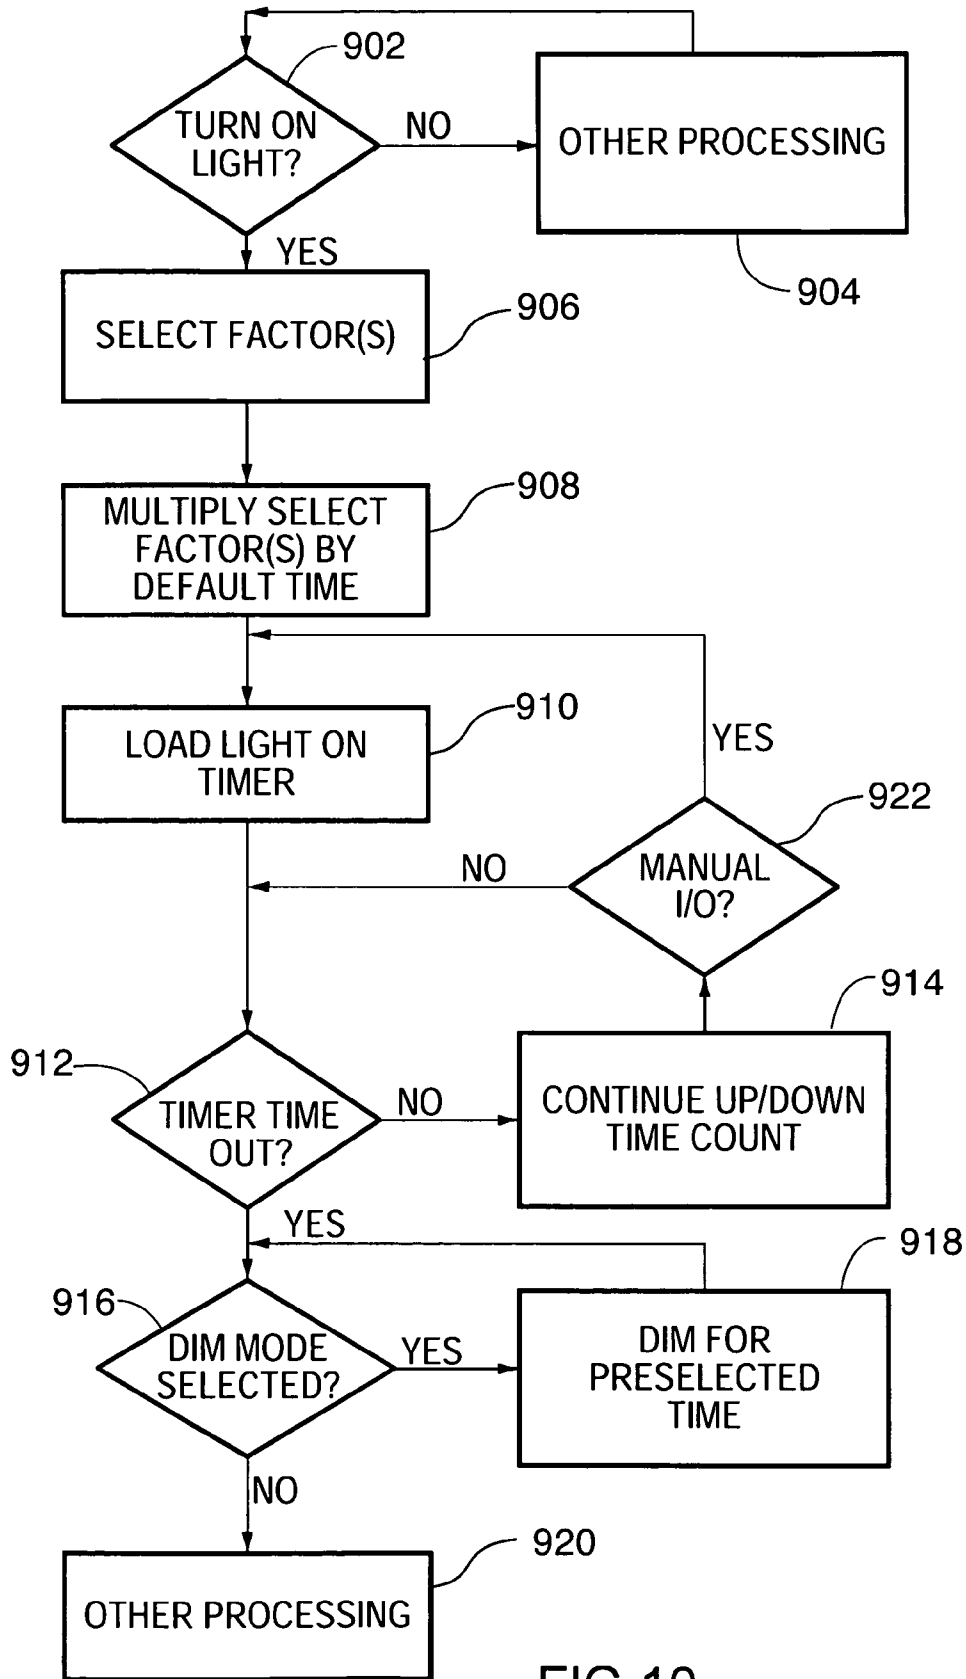 902
TURN ON
LIGHT?
NO
OTHER PROCESSING
904
YES
SELECT FACTOR(S)
906
MULTIPLY SELECT
FACTOR(S) BY
DEFAULT TIME
908
LOAD LIGHT ON
TIMER
910
YES
922
MANUAL
I/O?
NO
914
912
TIMER TIME
OUT?
NO
CONTINUE UP/DOWN
TIME COUNT
YES
918
916
DIM MODE
SELECTED?
YES
DIM FOR
PRESELECTED
TIME
NO
920
OTHER PROCESSING